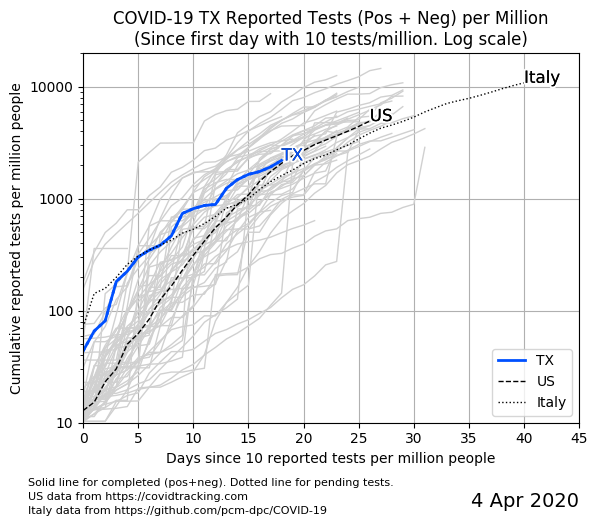 COVID-19 TX Reported Tests (Pos + Neg) per Million
(Since first day with 10 tests/million. Log scale)
Cumulative reported tests per million people
10000
1000
100
10
Italy
US
TX
TX
US
Italy
0 5 10 15 20 25 30 35 40 45
Days since 10 reported tests per million people
Solid line for completed (pos+neg). Dotted line for pending tests.
US data from https://covidtracking.com
Italy data from https://github.com/pcm-dpc/COVID-19
4 Apr 2020